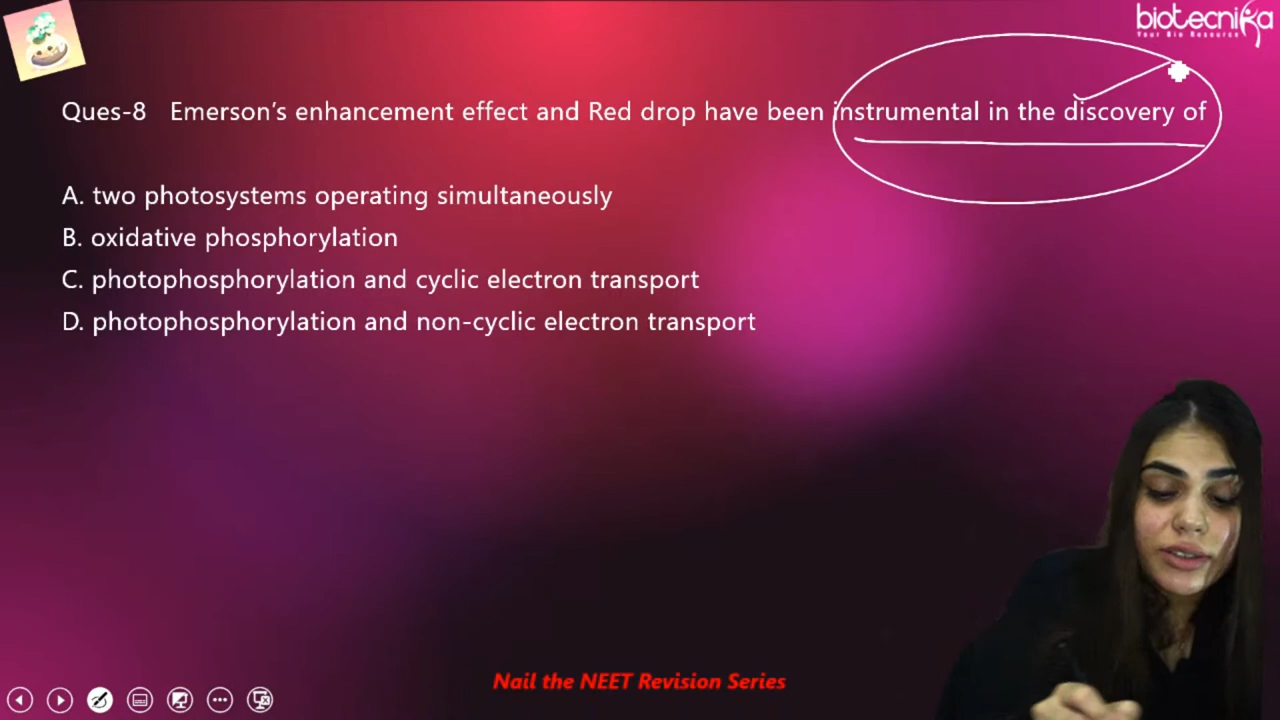 biotecnika
Your Bio Resource
Ques-8 Emerson's enhancement effect and Red drop have been instrumental in the discovery of
A. two photosystems operating simultaneously
B. oxidative phosphorylation
C. photophosphorylation and cyclic electron transport
D. photophosphorylation and non-cyclic electron transport
Nail the NEET Revision Series